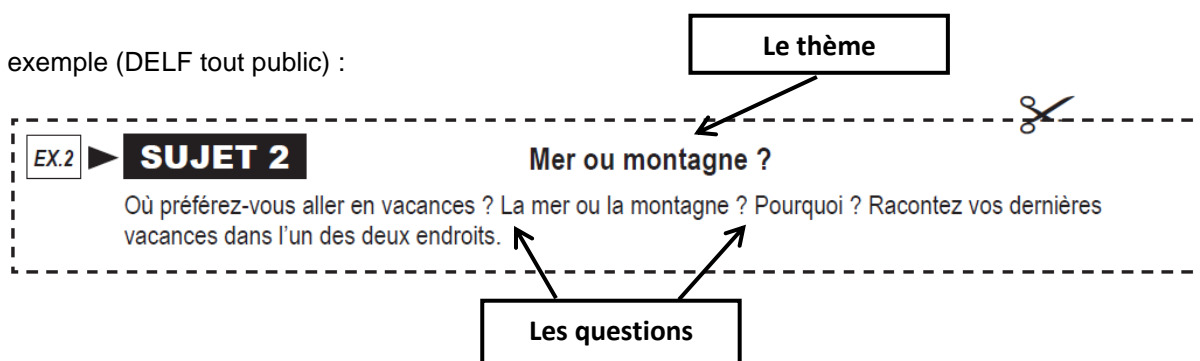 Le thème
exemple (DELF tout public) :
EX.2 SUJET 2 Mer ou montagne ?
Où préférez-vous aller en vacances ? La mer ou la montagne ? Pourquoi ? Racontez vos dernières
vacances dans l'un des deux endroits.
Les questions